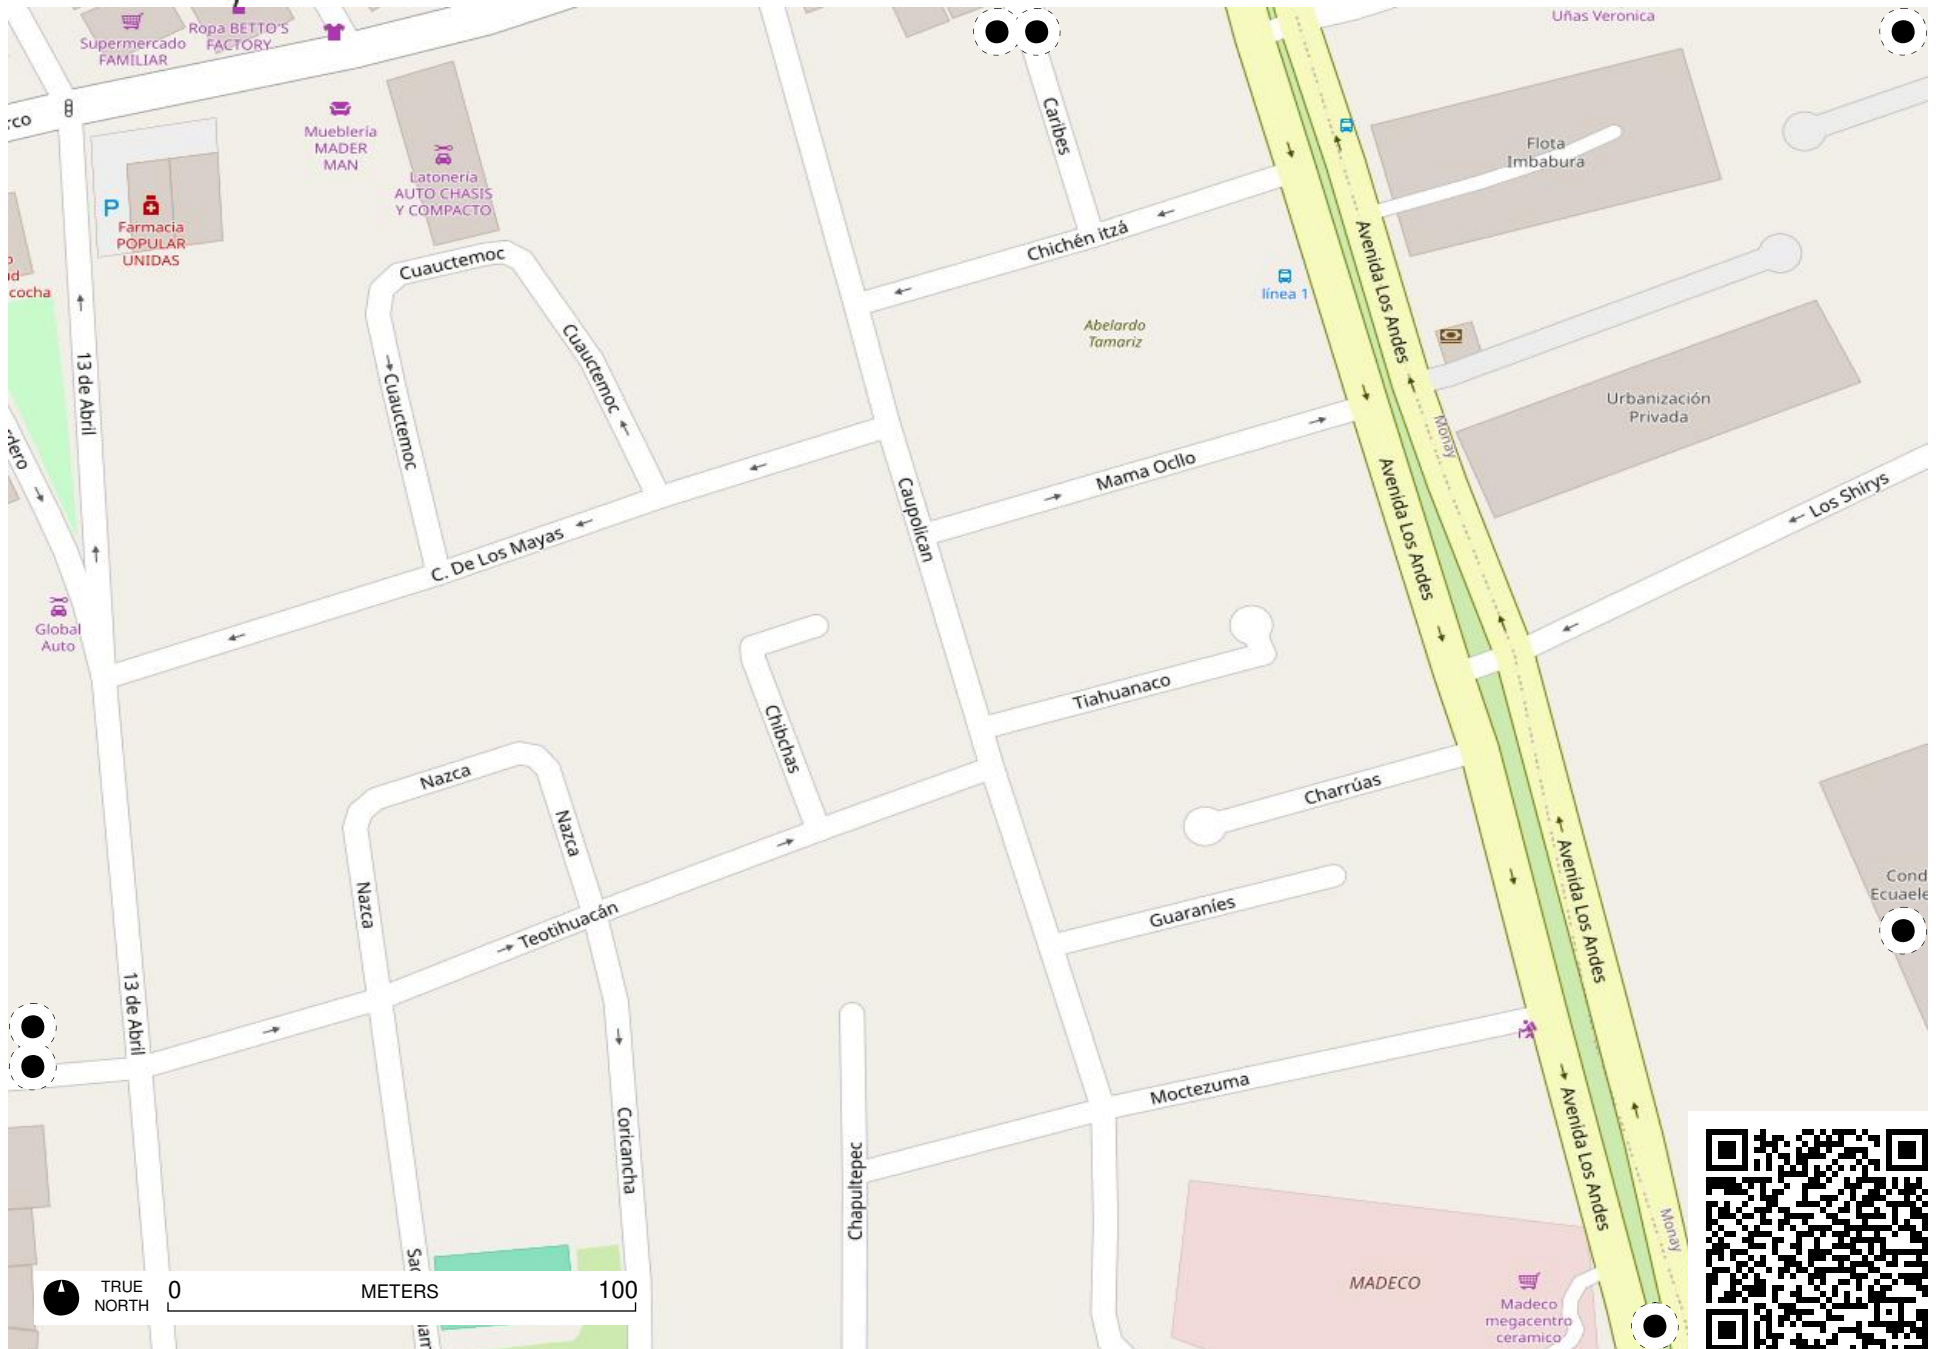 Supermercado
FAMILIAR
Ropa BETTO'S
FACTORY
Uñas Veronica
rco
Mueblería
MADER
MAN
Latonería
AUTO CHASIS
Y COMPACTO
Caribes
Flota
Imbabura
P
Farmacia
POPULAR
UNIDAS
Cuauctemoc
Chichén itzá
Avenida Los Andes
cocha
línea 1
Abelardo
Tamariz
13 de Abril
Cuauctemoc
Cuauctemoc
Urbanización
Privada
Monay
dero
Mama Ocllo
Caupolican
Avenida Los Andes
Los Shirys
C. De Los Mayas
Global
Auto
Tiahuanaco
Chibchas
Nazca
Nazca
Nazca
Charrúas
Guaraníes
Avenida Los Andes
Cond
Ecuaele
Teotihuacán
13 de Abril
Moctezuma
Coricancha
Chapultepec
Avenida Los Andes
Monay
Sac
MADECO
Madeco
megacentro
ceramico
TRUE
NORTH
0 METERS 100